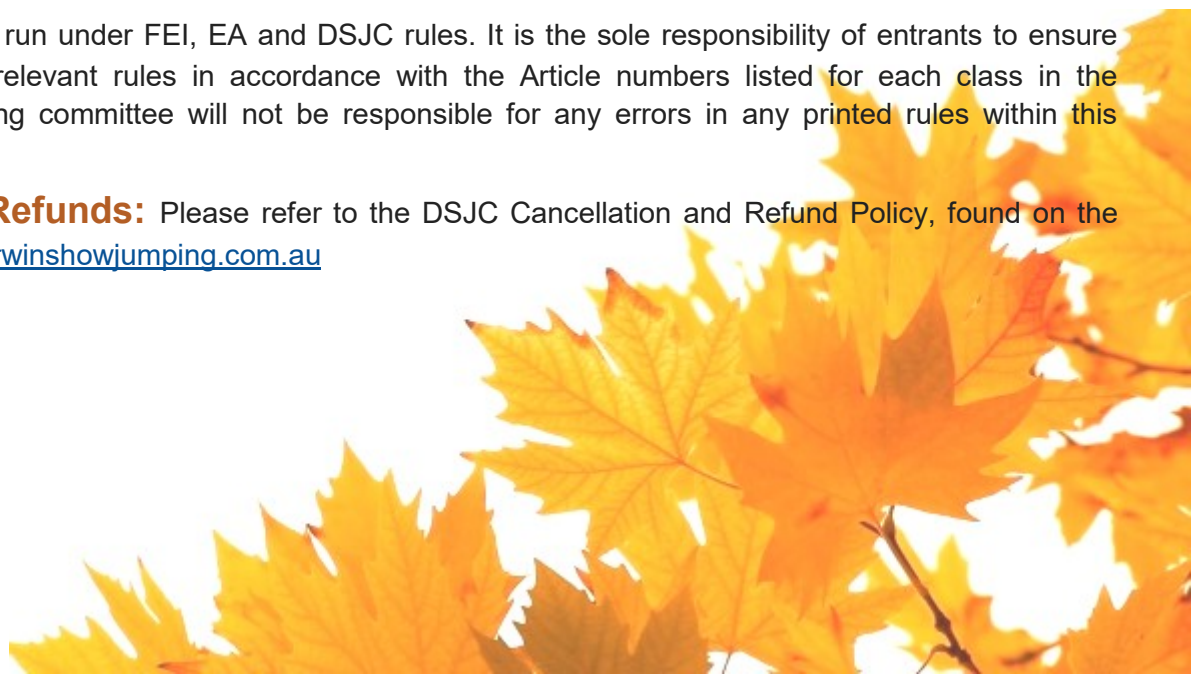 run under FEI, EA and DSJC rules. It is the sole responsibility of entrants to ensure
relevant rules in accordance with the Article numbers listed for each class in the
ng committee will not be responsible for any errors in any printed rules within this
Refunds: Please refer to the DSJC Cancellation and Refund Policy, found on the
rwinshowjumping.com.au